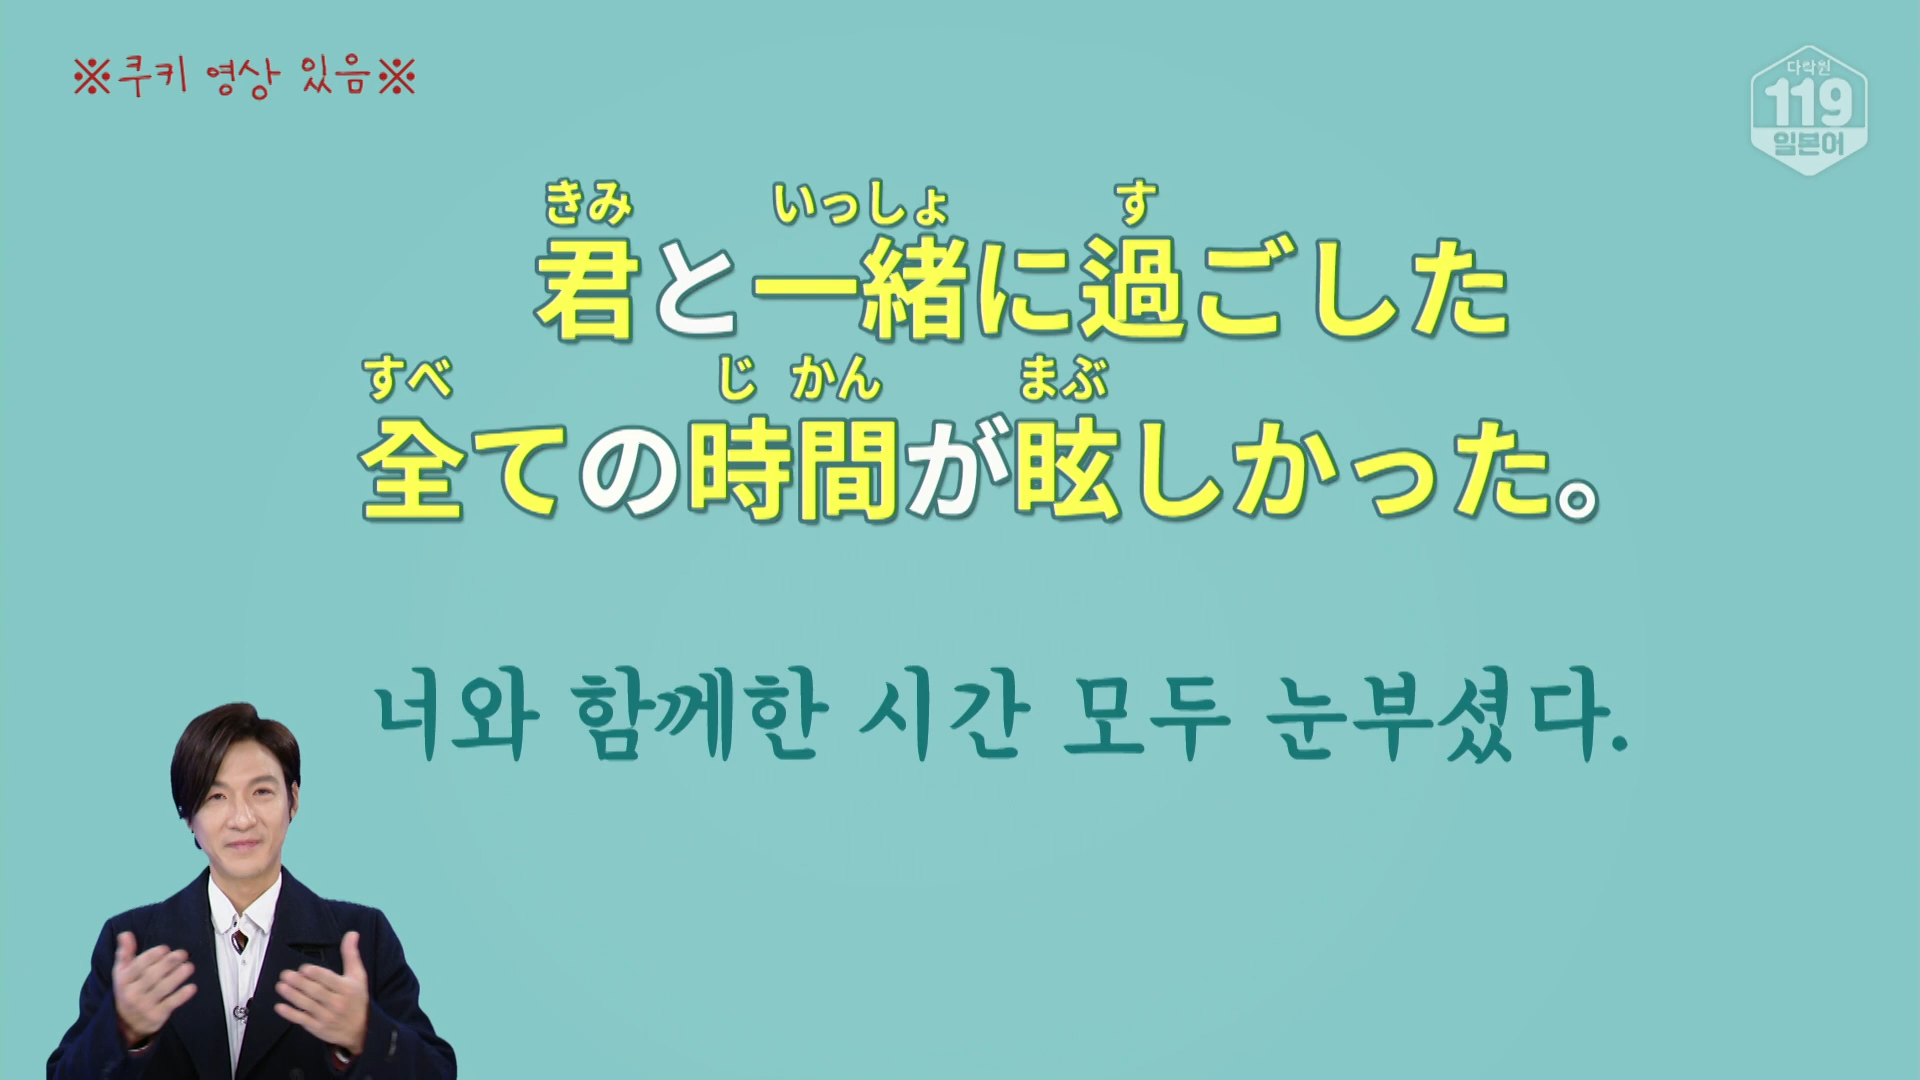 ※쿠키 영상 있음※
다락원
119
일본어
きみ いっしょ す
君と一緒に過ごした
すべ じ かん まぶ
全ての時間が眩しかった。
너와 함께한 시간 모두 눈부셨다.